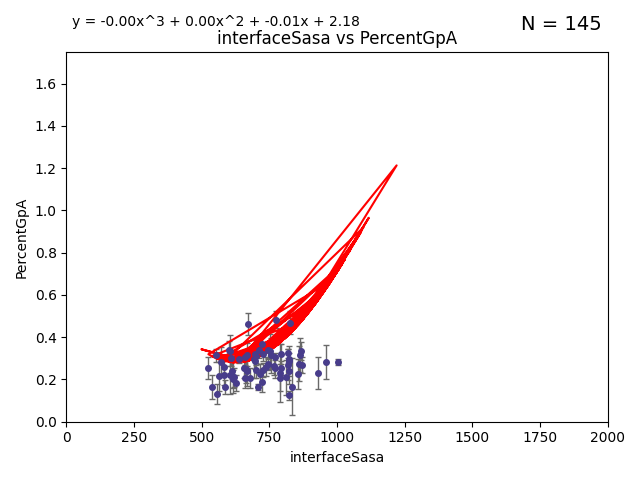 y = -0.00x^3 + 0.00x^2 + -0.01x + 2.18
N = 145
interfaceSasa vs PercentGpA
1.6
1.4
1.2
1.0
0.8
0.6
0.4
0.2
0.0
PercentGpA
0 250 500 750 1000 1250 1500 1750 2000
interfaceSasa